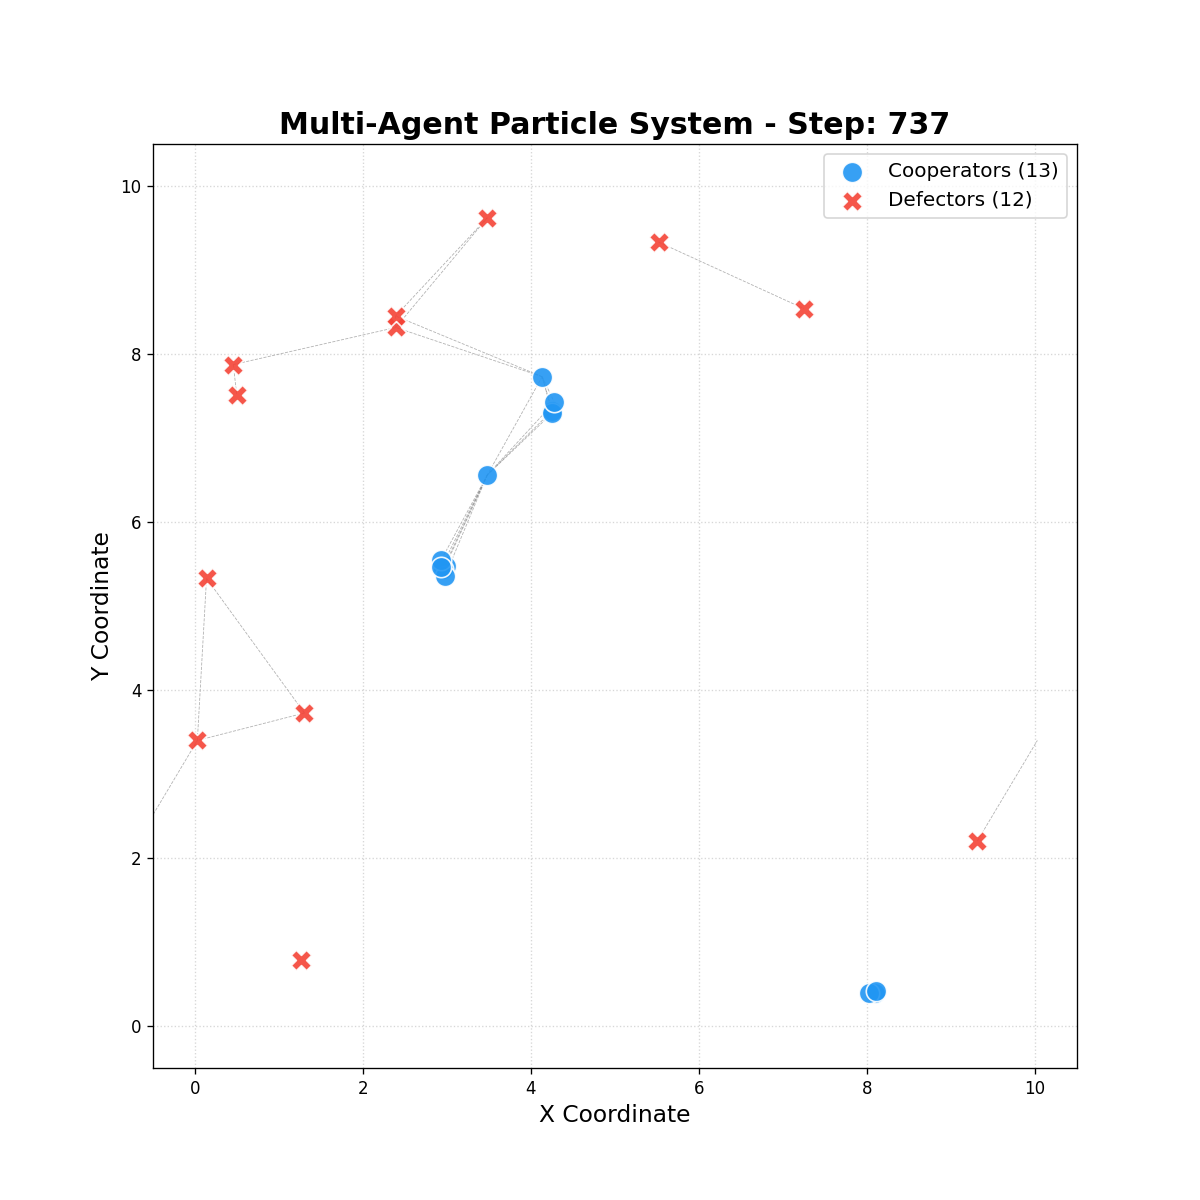 Multi-Agent Particle System - Step: 737
Cooperators (13)
Defectors (12)
10
8
6
4
2
0
Y Coordinate
0 2 4 6 8 10
X Coordinate